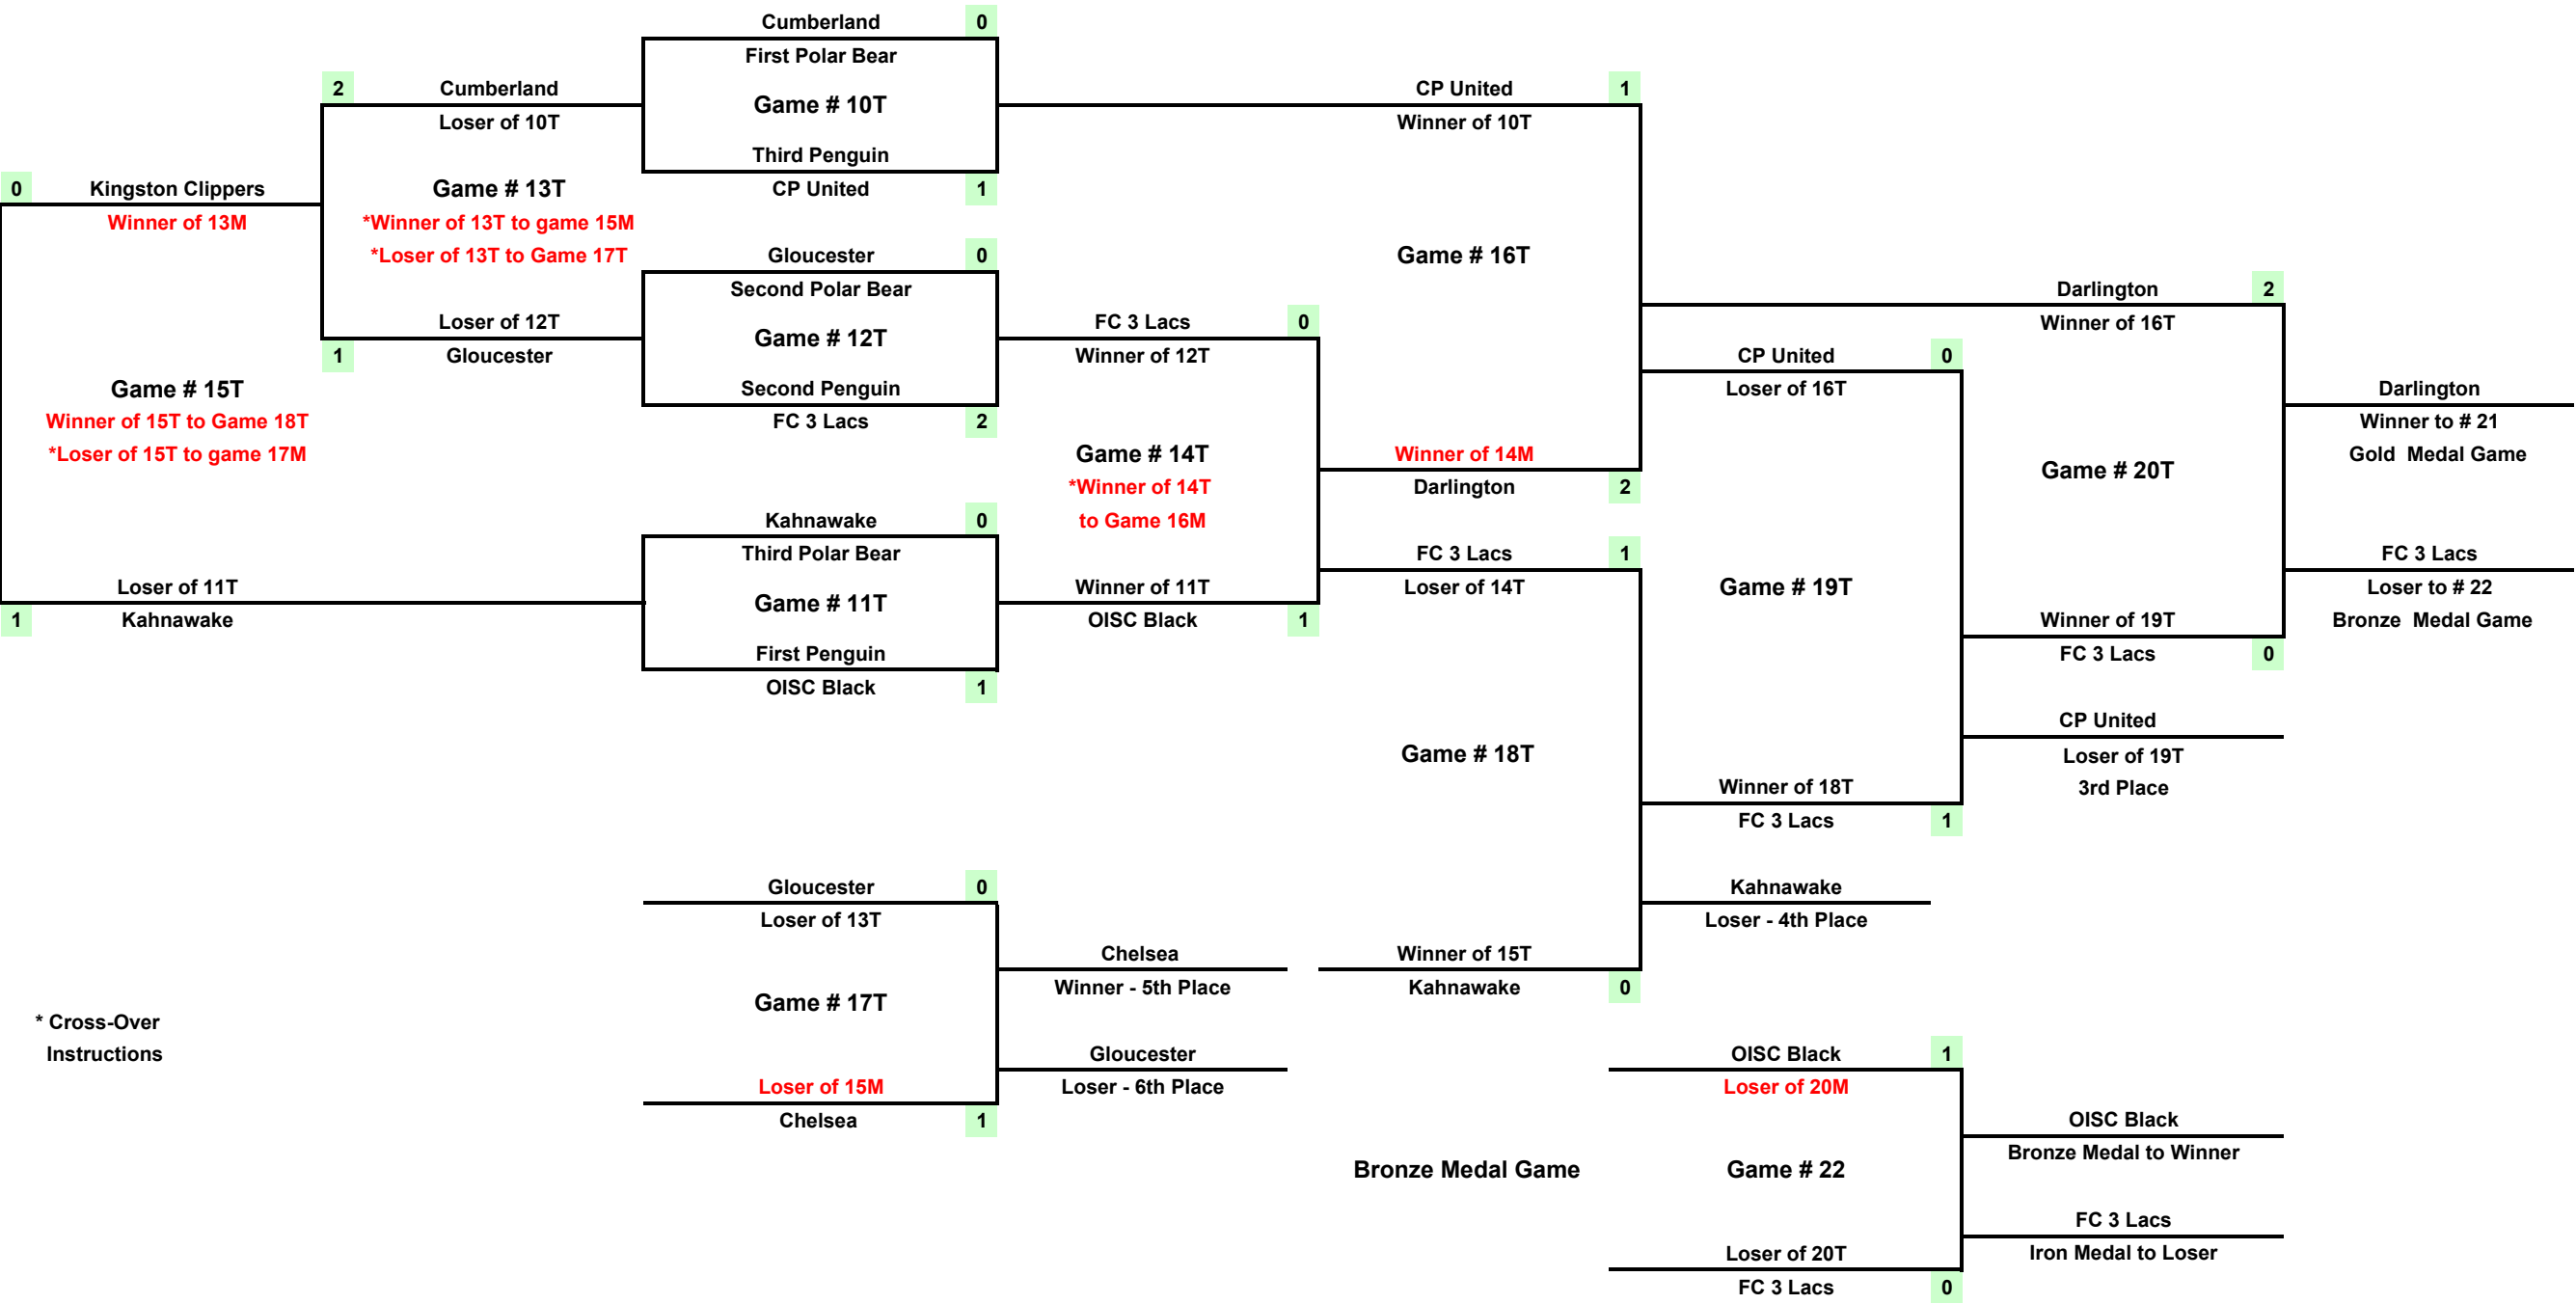 Cumberland 0
First Polar Bear
2 Cumberland
Game # 10T
CP United 1
Loser of 10T
Winner of 10T
Third Penguin
0 Kingston Clippers
Game # 13T
CP United 1
Winner of 13M
*Winner of 13T to game 15M
*Loser of 13T to Game 17T
Gloucester 0
Game # 16T
Second Polar Bear
Darlington 2
Loser of 12T
Game # 12T
FC 3 Lacs 0
Winner of 16T
1 Gloucester
Winner of 12T
CP United 0
Game # 15T
Second Penguin
Loser of 16T
Darlington
Winner of 15T to Game 18T
FC 3 Lacs 2
Winner to # 21
*Loser of 15T to game 17M
Game # 14T
Winner of 14M
Gold Medal Game
Game # 20T
*Winner of 14T
Darlington 2
to Game 16M
Kahnawake 0
Third Polar Bear
FC 3 Lacs 1
FC 3 Lacs
Loser of 11T
Game # 11T
Winner of 11T
Loser of 14T
Game # 19T
Loser to # 22
1 Kahnawake
OISC Black 1
Winner of 19T
Bronze Medal Game
First Penguin
FC 3 Lacs 0
OISC Black 1
CP United
Game # 18T
Loser of 19T
Winner of 18T
3rd Place
FC 3 Lacs 1
Gloucester 0
Kahnawake
Loser of 13T
Loser - 4th Place
Chelsea
Winner of 15T
Winner - 5th Place
Kahnawake 0
Game # 17T
* Cross-Over
Instructions
Gloucester
OISC Black 1
Loser of 15M
Loser - 6th Place
Loser of 20M
Chelsea 1
OISC Black
Bronze Medal to Winner
Bronze Medal Game
Game # 22
FC 3 Lacs
Loser of 20T
Iron Medal to Loser
FC 3 Lacs 0